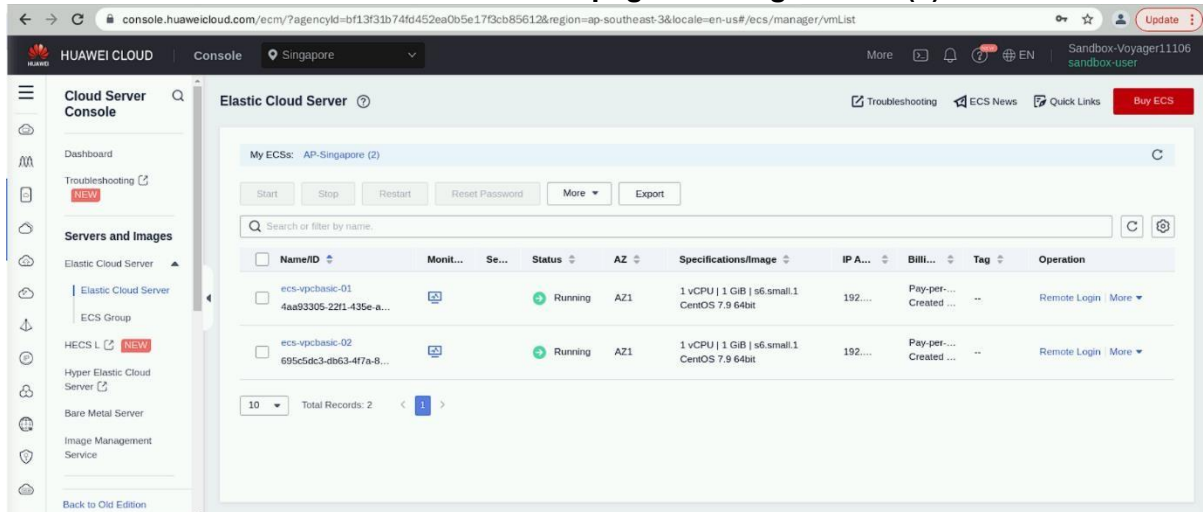 console.huaweicloud.com/ecm/?agencyId=bf13f31b74fd452ea0b5e17f3cb85612&region=ap-southeast-3&locale=en-us#/ecs/manager/vmList
Update
HUAWEI
HUAWEI CLOUD
Console
Singapore
More
NEW
EN
Sandbox-Voyager11106
sandbox-user
Cloud Server
Console
Dashboard
Troubleshooting
NEW
Servers and Images
Elastic Cloud Server
Elastic Cloud Server
ECS Group
HECS L NEW
Hyper Elastic Cloud
Server
Bare Metal Server
Image Management
Service
Back to Old Edition
Elastic Cloud Server
Troubleshooting ECS News Quick Links Buy ECS
My ECSs: AP-Singapore (2)
Start Stop Restart Reset Password More Export
Search or filter by name.
Name/ID Monit... Se... Status AZ Specifications/Image IP A... Billi... Tag Operation
ecs-vpcbasic-01
4aa93305-22f1-435e-a...
Running AZ1
1 vCPU | 1 GiB | s6.small.1
CentOS 7.9 64bit
192....
Pay-per-...
Created ...
--
Remote Login More
ecs-vpcbasic-02
695c5dc3-db63-4f7a-8...
Running AZ1
1 vCPU | 1 GiB | s6.small.1
CentOS 7.9 64bit
192....
Pay-per-...
Created ...
--
Remote Login More
10 Total Records: 2 < 1 >